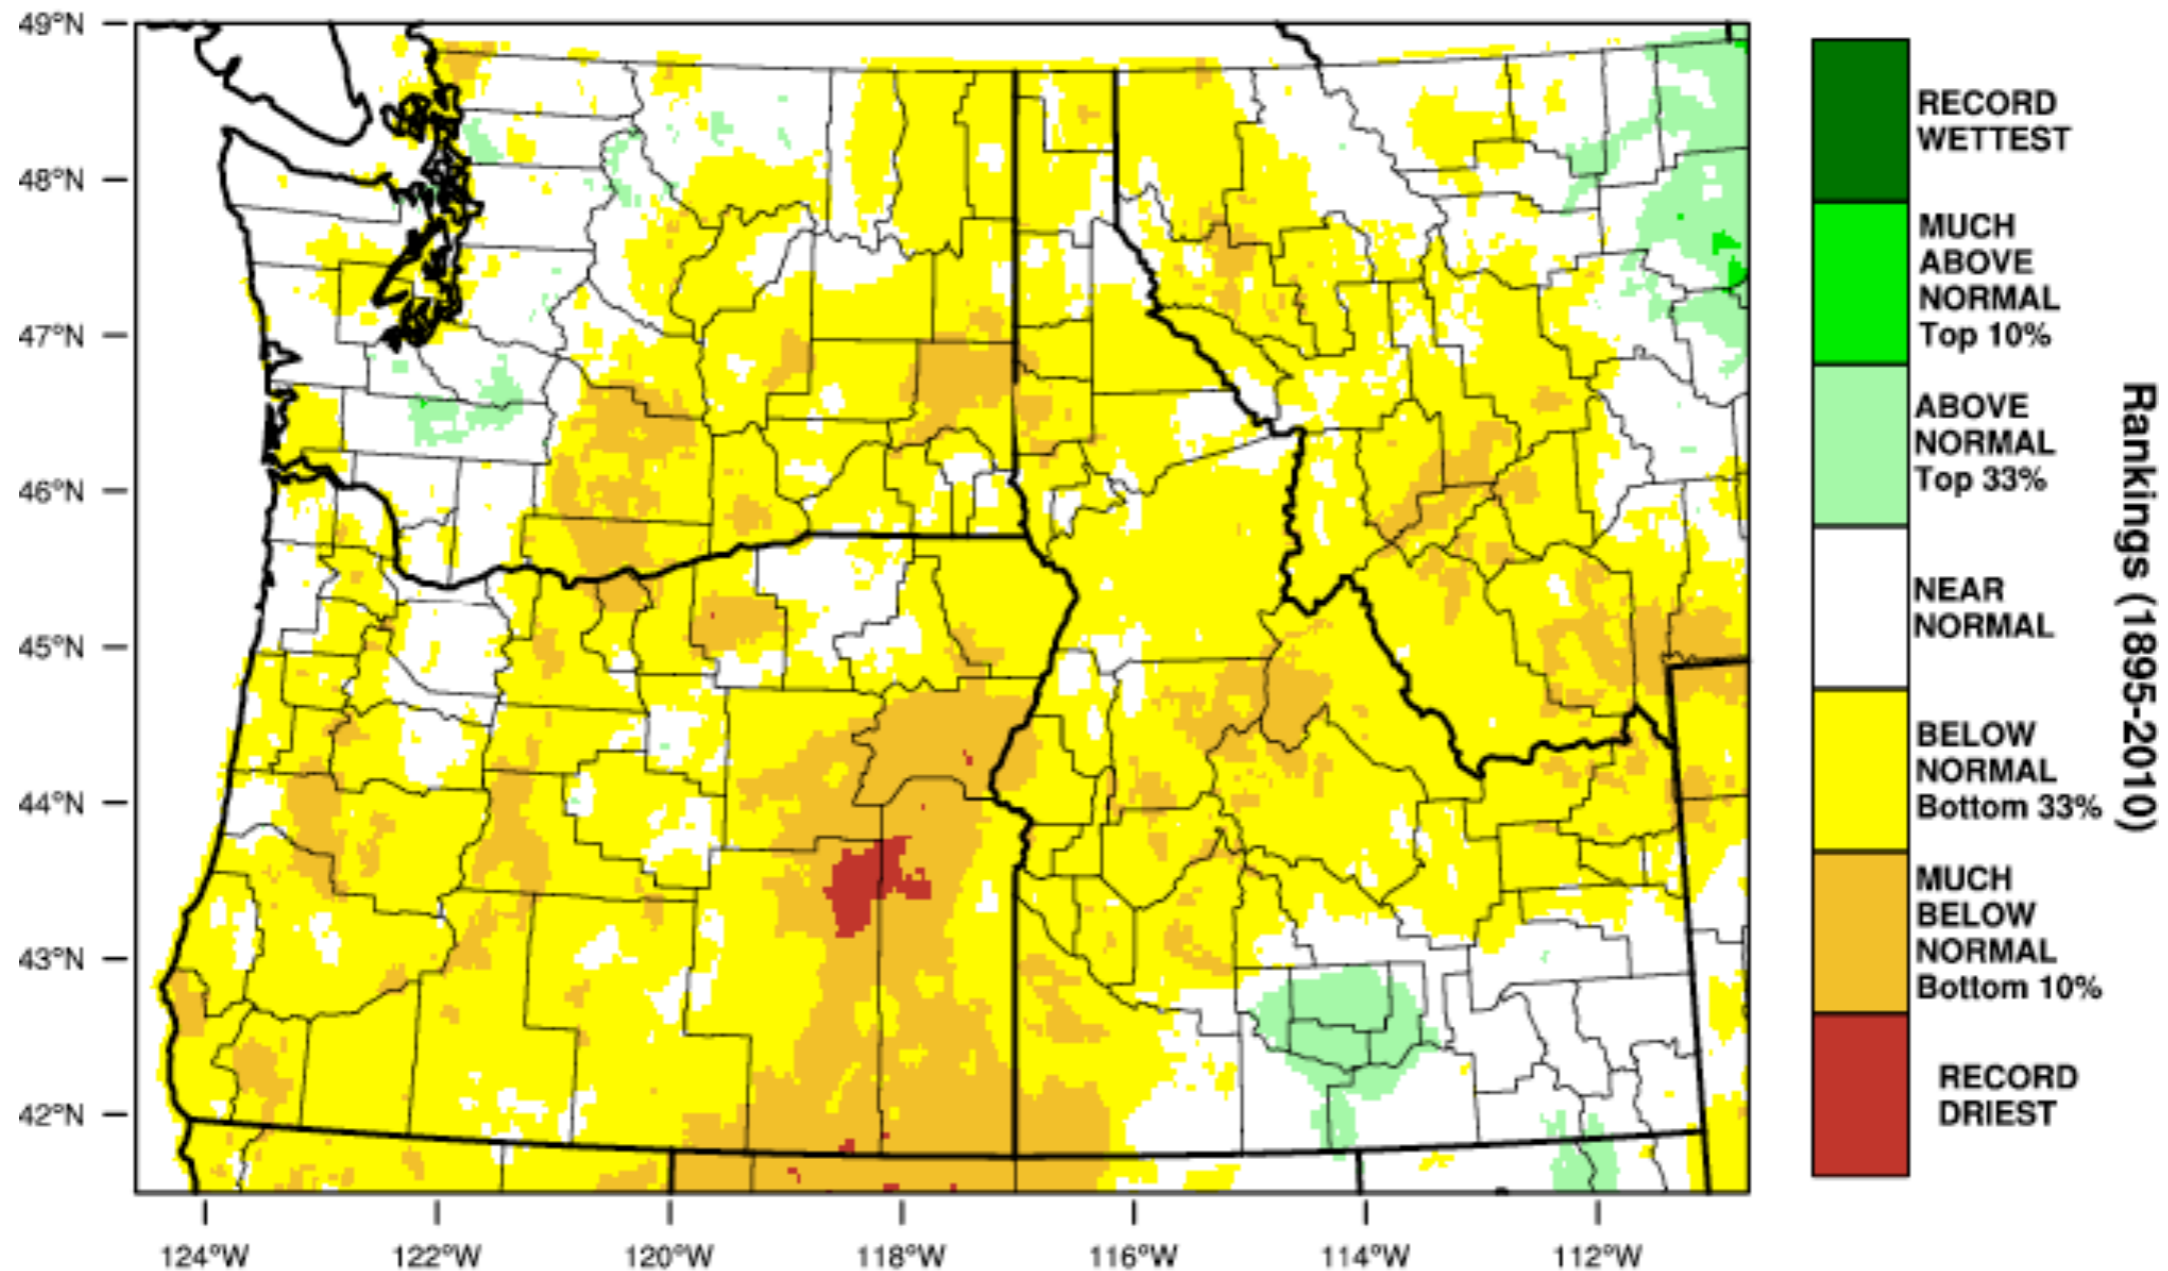 49°N
48°N
47°N
46°N
45°N
44°N
43°N
42°N
124°W
122°W
120°W
118°W
116°W
114°W
112°W
RECORD
WETTEST
MUCH
ABOVE
NORMAL
Top 10%
ABOVE
NORMAL
Top 33%
NEAR
NORMAL
BELOW
NORMAL
Bottom 33%
MUCH
BELOW
NORMAL
Bottom 10%
RECORD
DRIEST
Rankings (1895-2010)